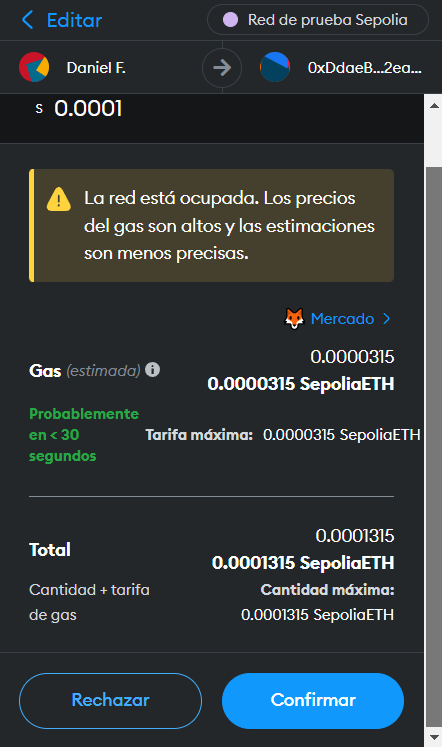 Editar
Red de prueba Sepolia
Daniel F.
0xDdaeB...2ea...
S 0.0001
La red está ocupada. Los precios
del gas son altos y las estimaciones
son menos precisas.
Mercado
0.0000315
Gas (estimada)
0.0000315 SepoliaETH
Probablemente
en < 30
segundos
Tarifa máxima: 0.0000315 SepoliaETH
0.0001315
Total
0.0001315 SepoliaETH
Cantidad + tarifa
de gas
Cantidad máxima:
0.0001315 SepoliaETH
Rechazar
Confirmar